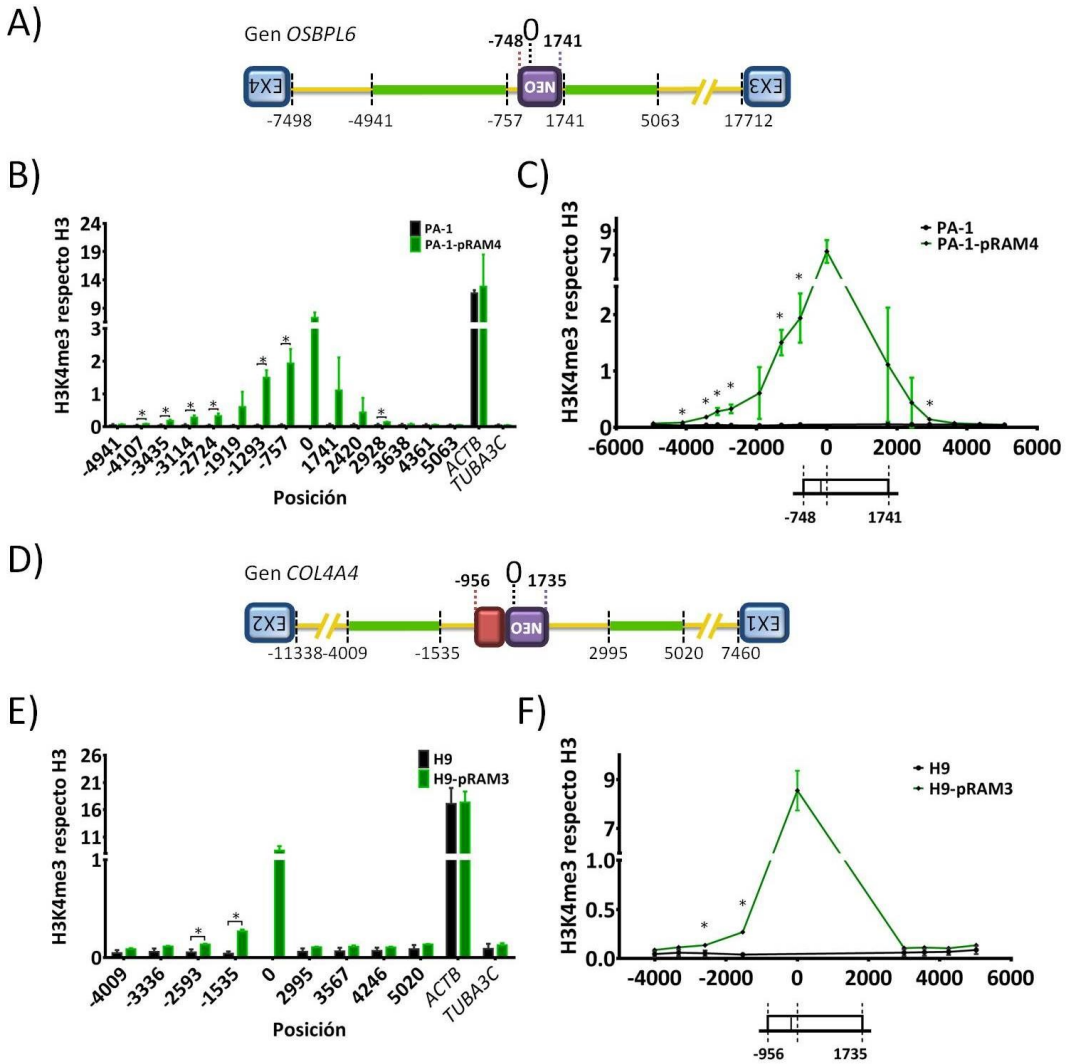 A)
Gen OSBPL6
-748 0 1741
EX4 NEO EX3
-7498 -4941 -757 1741 5063 17712
B)
H3K4me3 respecto H3
24
19
14
9
3
2
1
0
PA-1
PA-1-pRAM4
* * * * * * *
-4941 -4107 -3435 -3114 -2724 -1919 -1293 -757 0 1741 2420 2928 3638 4361 5063 ACTB TUBA3C
Posición
C)
H3K4me3 respecto H3
9
7
2
1
0
PA-1
PA-1-pRAM4
* * * * * * *
-6000 -4000 -2000 0 2000 4000 6000
-748 1741
D)
Gen COL4A4
-956 0 1735
EX2 NEO EX1
-11338 -4009 -1535 2995 5020 7460
E)
H3K4me3 respecto H3
26
21
16
11
1
0
H9
H9-pRAM3
* *
-4009 -3336 -2593 -1535 0 2995 3567 4246 5020 ACTB TUBA3C
Posición
F)
H3K4me3 respecto H3
9
7
1.0
0.5
0.0
H9
H9-pRAM3
* *
-4000 -2000 0 2000 4000 6000
-956 1735